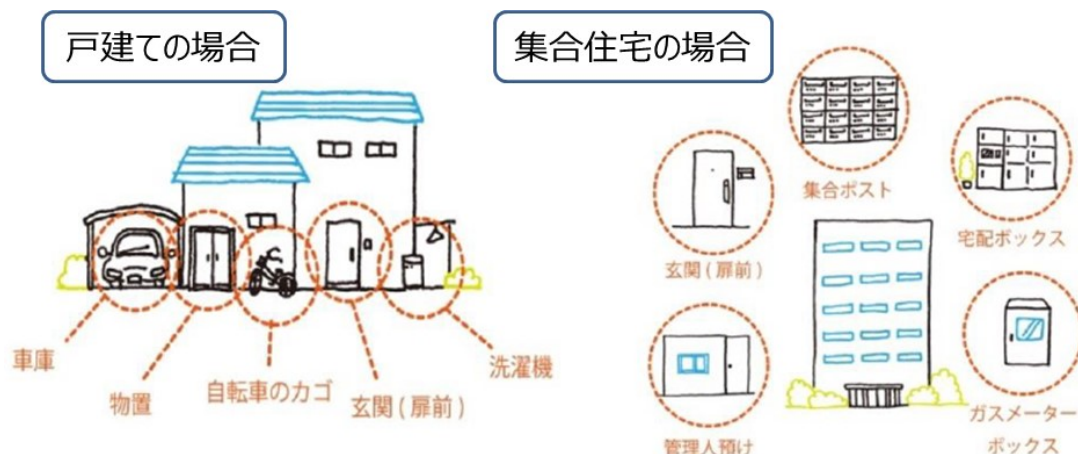 戸建ての場合
車庫
物置
自転車のカゴ
玄関(扉前)
洗濯機
集合住宅の場合
集合ポスト
宅配ボックス
玄関(扉前)
管理人預け
ガスメーター
ボックス